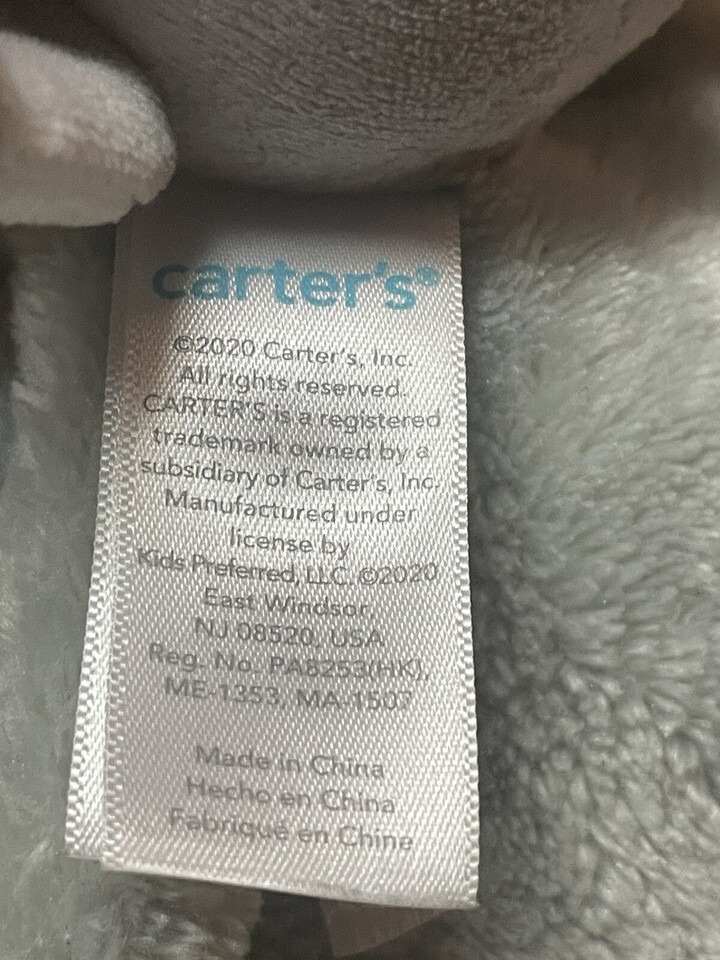 carter's®
©2020 Carter's, Inc.
All rights reserved.
CARTER'S is a registered
trademark owned by a
subsidiary of Carter's, Inc.
Manufactured under
license by
Kids Preferred, LLC. ©2020
East Windsor,
NJ 08520, USA
Reg. No. PA8253(HK),
ME-1353, MA-1507
Made in China
Hecho en China
Fabriqué en Chine